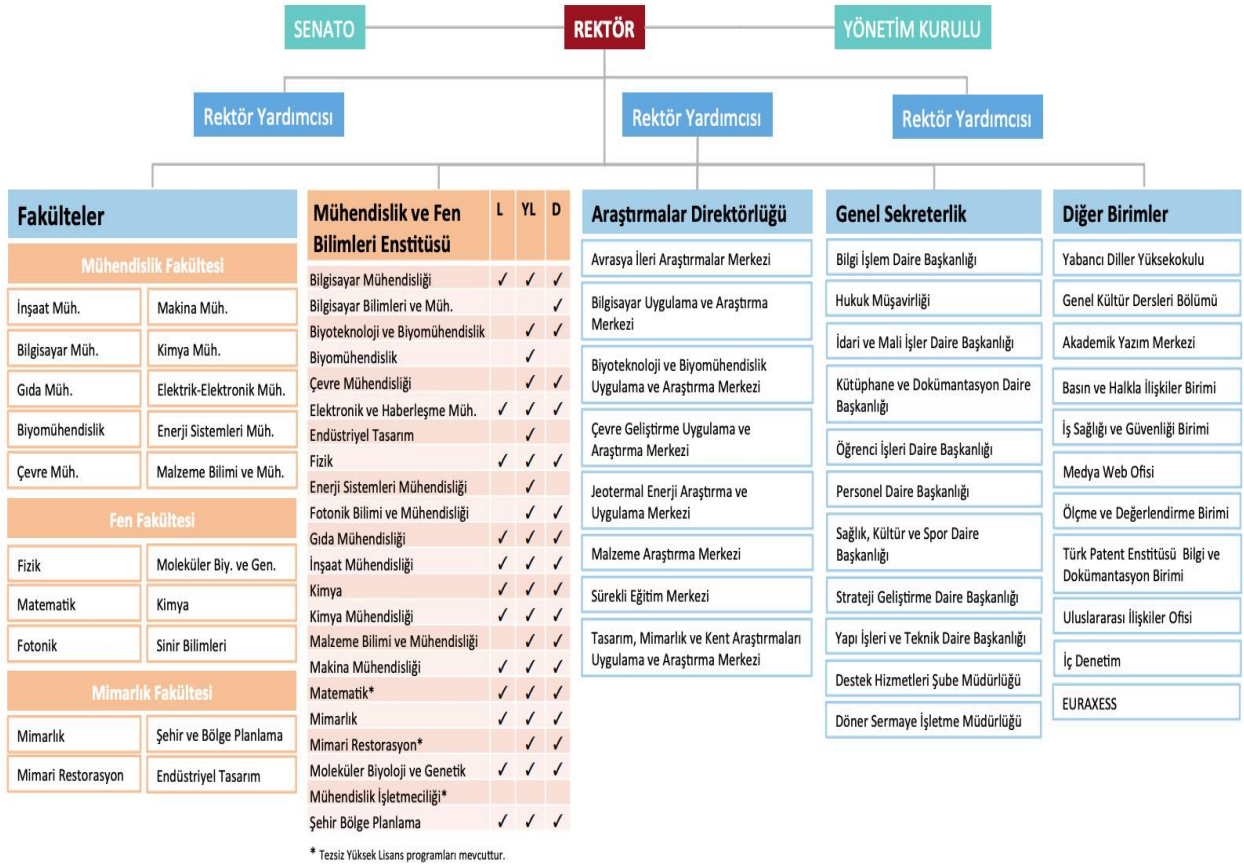 SENATO
REKTÖR
YÖNETİM KURULU
Rektör Yardımcısı
Rektör Yardımcısı
Rektör Yardımcısı
Fakülteler
Mühendislik Fakültesi
İnşaat Müh.
Makina Müh.
Bilgisayar Müh.
Kimya Müh.
Gıda Müh.
Elektrik-Elektronik Müh.
Biyomühendislik
Enerji Sistemleri Müh.
Çevre Müh.
Malzeme Bilimi ve Müh.
Fen Fakültesi
Fizik
Moleküler Biy. ve Gen.
Matematik
Kimya
Fotonik
Sinir Bilimleri
Mimarlık Fakültesi
Mimarlık
Şehir ve Bölge Planlama
Mimari Restorasyon
Endüstriyel Tasarım
Mühendislik ve Fen
Bilimleri Enstitüsü
L YL D
Bilgisayar Mühendisliği ✓ ✓ ✓
Bilgisayar Bilimleri ve Müh. ✓
Biyoteknoloji ve Biyomühendislik ✓ ✓
Biyomühendislik ✓
Çevre Mühendisliği ✓ ✓
Elektronik ve Haberleşme Müh. ✓ ✓ ✓
Endüstriyel Tasarım ✓
Fizik ✓ ✓ ✓
Enerji Sistemleri Mühendisliği ✓
Fotonik Bilimi ve Mühendisliği ✓ ✓
Gıda Mühendisliği ✓ ✓ ✓
İnşaat Mühendisliği ✓ ✓ ✓
Kimya ✓ ✓ ✓
Kimya Mühendisliği ✓ ✓ ✓
Malzeme Bilimi ve Mühendisliği ✓ ✓
Makina Mühendisliği ✓ ✓ ✓
Matematik* ✓ ✓ ✓
Mimarlık ✓ ✓ ✓
Mimari Restorasyon* ✓ ✓
Moleküler Biyoloji ve Genetik ✓ ✓ ✓
Mühendislik İşletmeciliği*
Şehir Bölge Planlama ✓ ✓ ✓
* Tezsiz Yüksek Lisans programları mevcuttur.
Araştırmalar Direktörlüğü
Avrasya İleri Araştırmalar Merkezi
Bilgisayar Uygulama ve Araştırma
Merkezi
Biyoteknoloji ve Biyomühendislik
Uygulama ve Araştırma Merkezi
Çevre Geliştirme Uygulama ve
Araştırma Merkezi
Jeotermal Enerji Araştırma ve
Uygulama Merkezi
Malzeme Araştırma Merkezi
Sürekli Eğitim Merkezi
Tasarım, Mimarlık ve Kent Araştırmaları
Uygulama ve Araştırma Merkezi
Genel Sekreterlik
Bilgi İşlem Daire Başkanlığı
Hukuk Müşavirliği
İdari ve Mali İşler Daire Başkanlığı
Kütüphane ve Dokümantasyon Daire
Başkanlığı
Öğrenci İşleri Daire Başkanlığı
Personel Daire Başkanlığı
Sağlık, Kültür ve Spor Daire
Başkanlığı
Strateji Geliştirme Daire Başkanlığı
Yapı İşleri ve Teknik Daire Başkanlığı
Destek Hizmetleri Şube Müdürlüğü
Döner Sermaye İşletme Müdürlüğü
Diğer Birimler
Yabancı Diller Yüksekokulu
Genel Kültür Dersleri Bölümü
Akademik Yazım Merkezi
Basın ve Halkla İlişkiler Birimi
İş Sağlığı ve Güvenliği Birimi
Medya Web Ofisi
Ölçme ve Değerlendirme Birimi
Türk Patent Enstitüsü Bilgi ve
Dokümantasyon Birimi
Uluslararası İlişkiler Ofisi
İç Denetim
EURAXESS